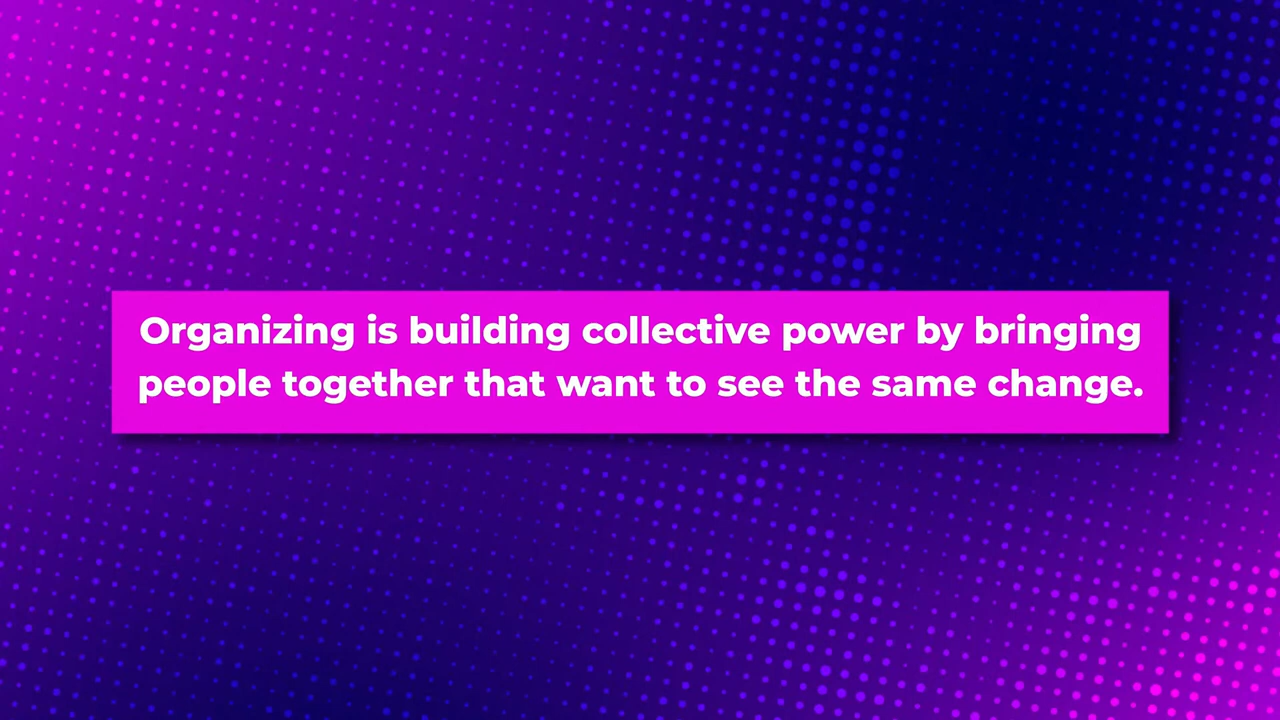 Organizing is building collective power by bringing
people together that want to see the same change.